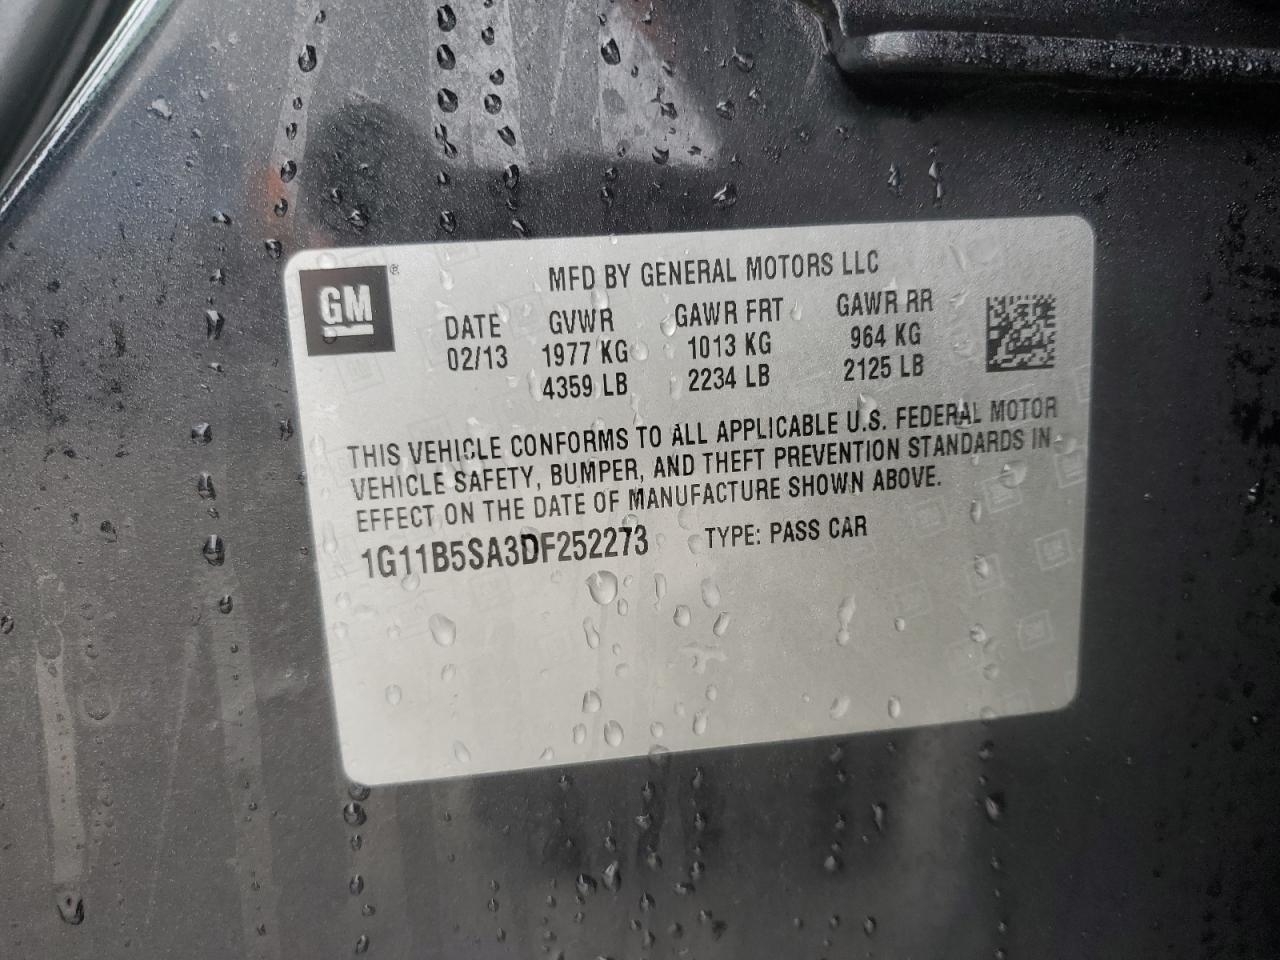 GM ®
MFD BY GENERAL MOTORS LLC
DATE GVWR GAWR FRT GAWR RR
02/13 1977 KG 1013 KG 964 KG
4359 LB 2234 LB 2125 LB
THIS VEHICLE CONFORMS TO ALL APPLICABLE U.S. FEDERAL MOTOR
VEHICLE SAFETY, BUMPER, AND THEFT PREVENTION STANDARDS IN
EFFECT ON THE DATE OF MANUFACTURE SHOWN ABOVE.
1G11B5SA3DF252273 TYPE: PASS CAR